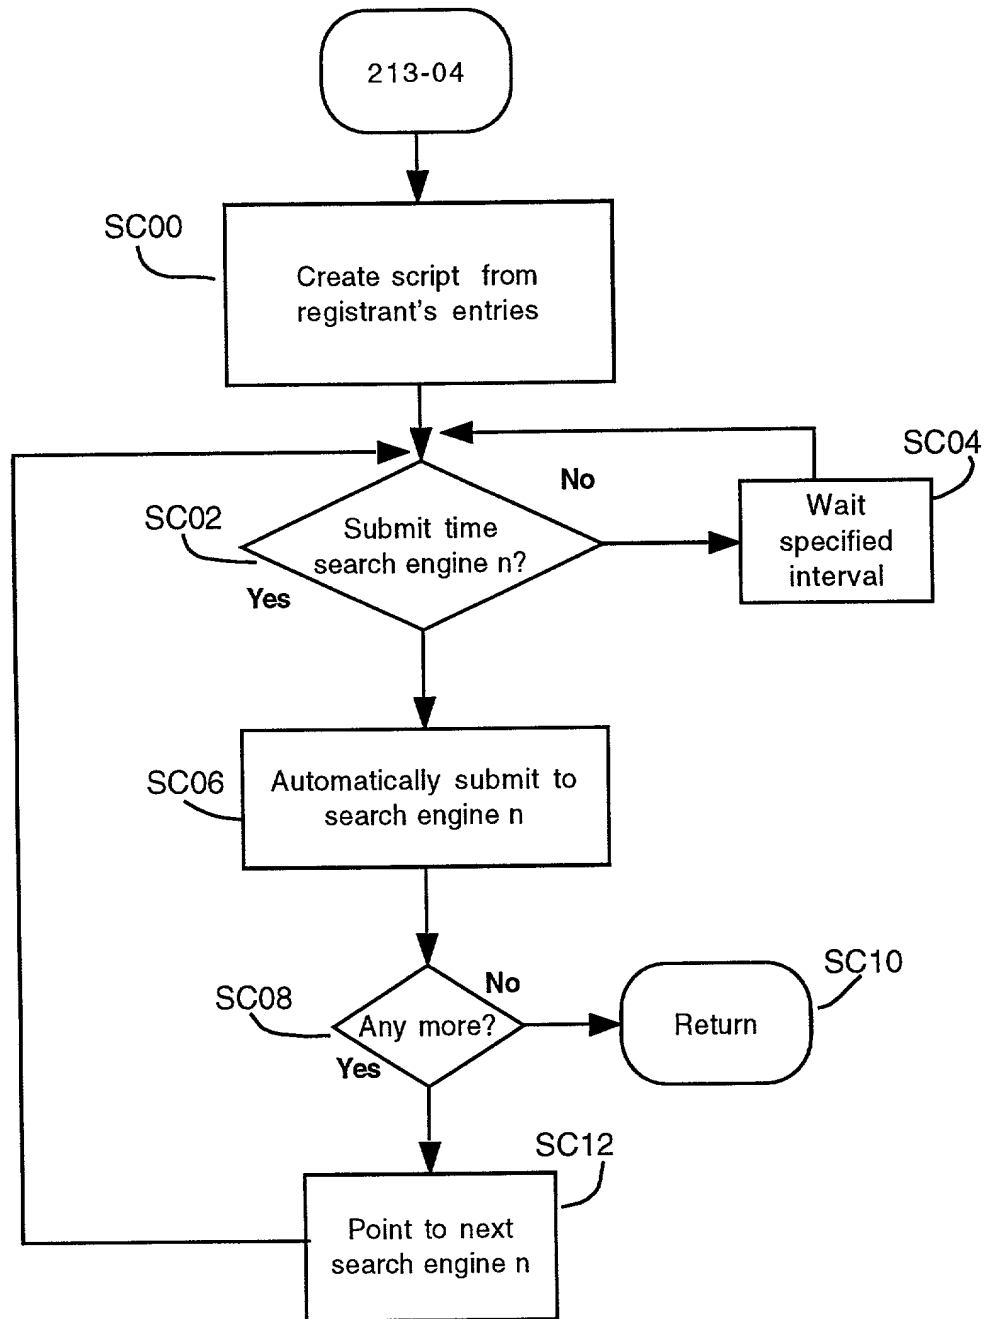 213-04
SC00
Create script from
registrant's entries
SC04
No
Wait
specified
interval
SC02
Submit time
search engine n?
Yes
SC06
Automatically submit to
search engine n
SC10
No
SC08
Any more?
Return
Yes
SC12
Point to next
search engine n